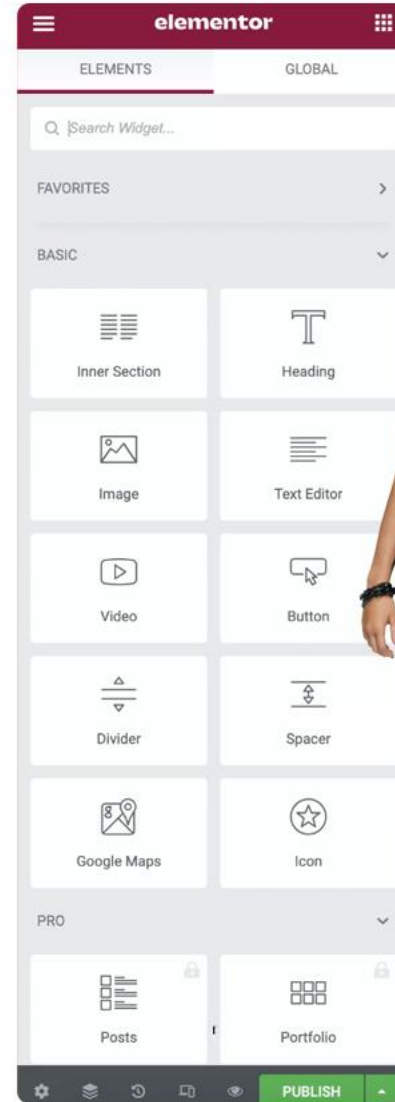 elementor
ELEMENTS GLOBAL
Search Widget...
FAVORITES
BASIC
Inner Section Heading
Image Text Editor
Video Button
Divider Spacer
Google Maps Icon
PRO
Posts Portfolio
PUBLISH